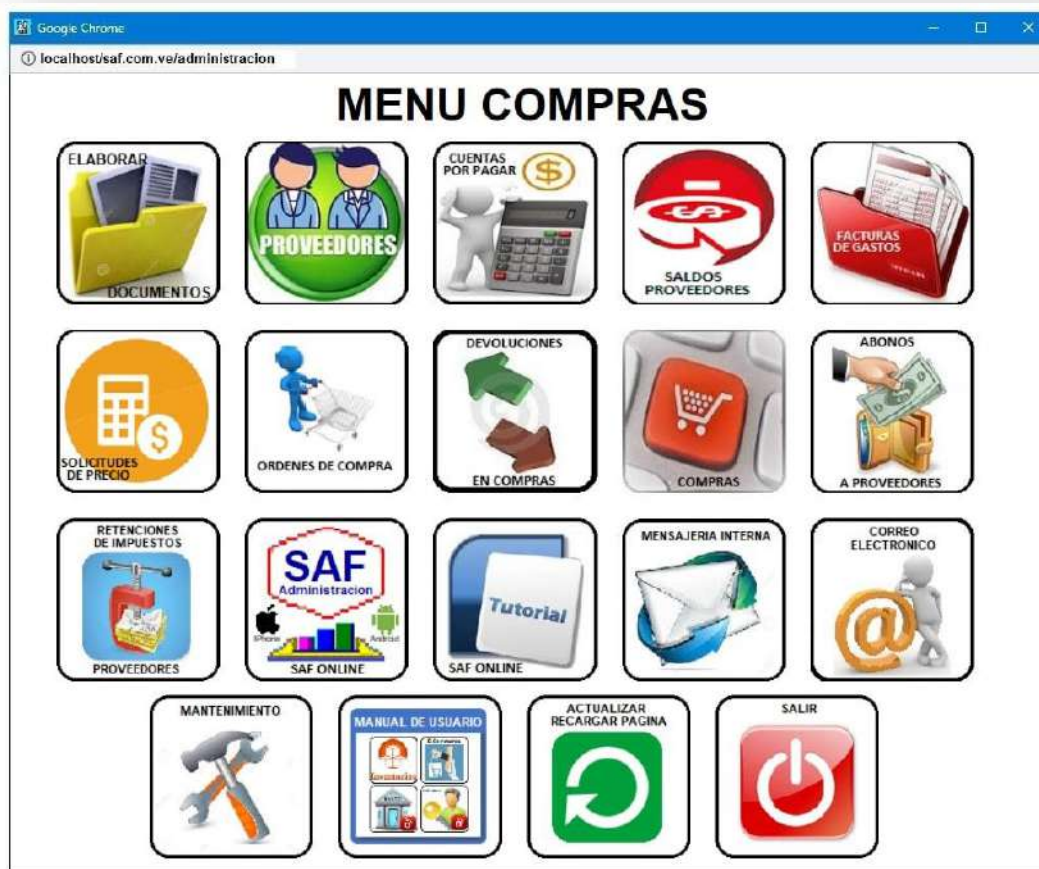 Google Chrome
localhost/saf.com.ve/administracion
MENU COMPRAS
ELABORAR
DOCUMENTOS
PROVEEDORES
CUENTAS
POR PAGAR
SALDOS
PROVEEDORES
FACTURAS
DE GASTOS
SOLICITUDES
DE PRECIO
ORDENES DE COMPRA
DEVOLUCIONES
EN COMPRAS
COMPRAS
ABONOS
A PROVEEDORES
RETENCIONES
DE IMPUESTOS
PROVEEDORES
SAF
Administracion
iPhone
Android
SAF ONLINE
Tutorial
SAF ONLINE
MENSAJERIA INTERNA
CORREO
ELECTRONICO
MANTENIMIENTO
MANUAL DE USUARIO
Inventarios
ACTUALIZAR
RECARGAR PAGINA
SALIR